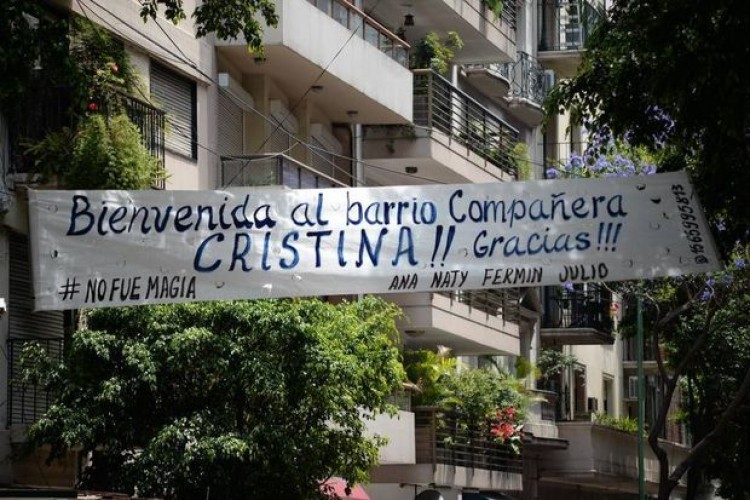 Bienvenida al barrio Compañera
CRISTINA!! Gracias!!!
# NO FUE MAGIA
ANA NATY FERMIN JULIO